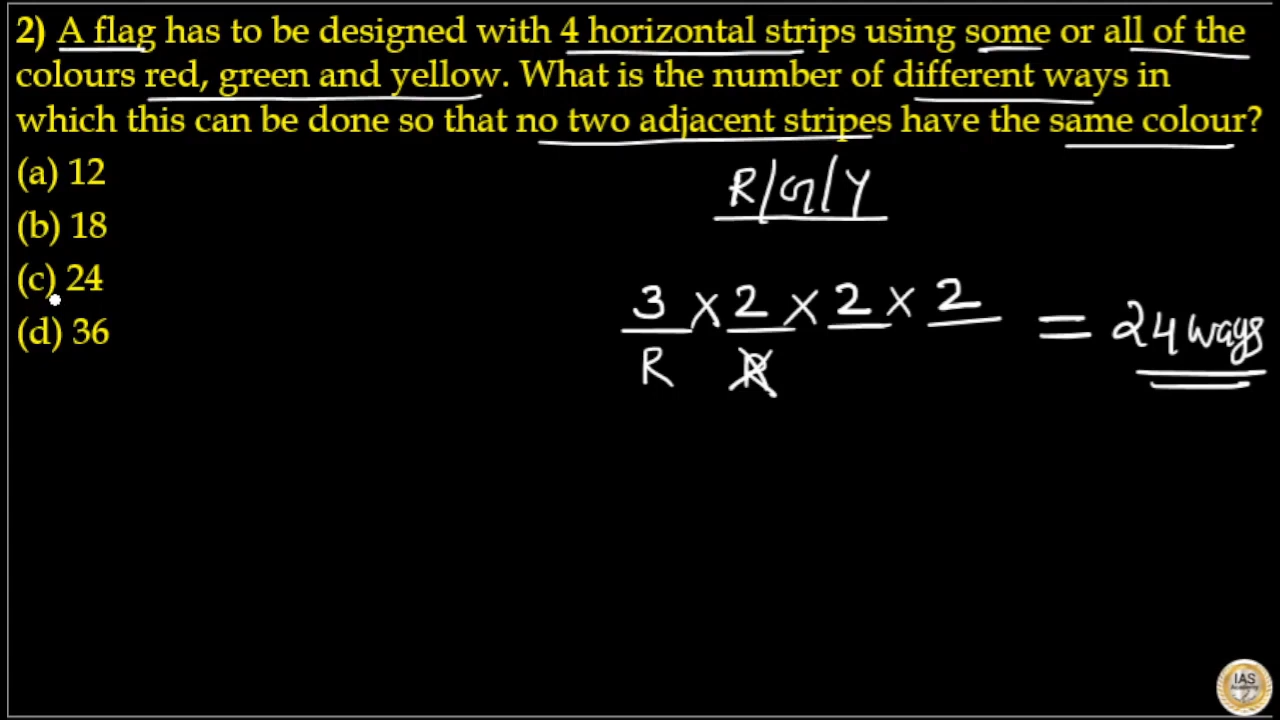 2) A flag has to be designed with 4 horizontal strips using some or all of the
colours red, green and yellow. What is the number of different ways in
which this can be done so that no two adjacent stripes have the same colour?
(a) 12
(b) 18
(c) 24
(d) 36
R/G/Y
3 × 2 × 2 × 2 = 24 ways
R R
IAS
Academy